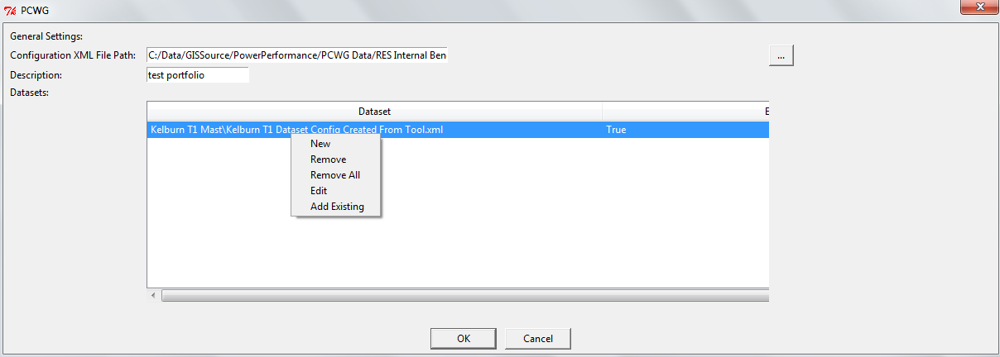 PCWG
General Settings:
Configuration XML File Path: C:/Data/GISSource/PowerPerformance/PCWG Data/RES Internal Ben ...
Description: test portfolio
Datasets:
Dataset E
Kelburn T1 Mast\Kelburn T1 Dataset Config Created From Tool.xml True
New
Remove
Remove All
Edit
Add Existing
OK Cancel